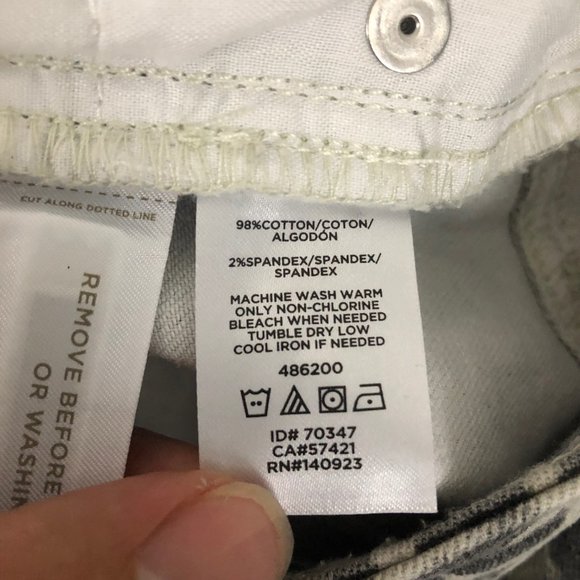 CUT ALONG DOTTED LINE
REMOVE BEFORE
OR WASHIN
98%COTTON/COTON/
ALGODÓN
2%SPANDEX/SPANDEX/
SPANDEX
MACHINE WASH WARM
ONLY NON-CHLORINE
BLEACH WHEN NEEDED
TUMBLE DRY LOW
COOL IRON IF NEEDED
486200
ID# 70347
CA#57421
RN#140923